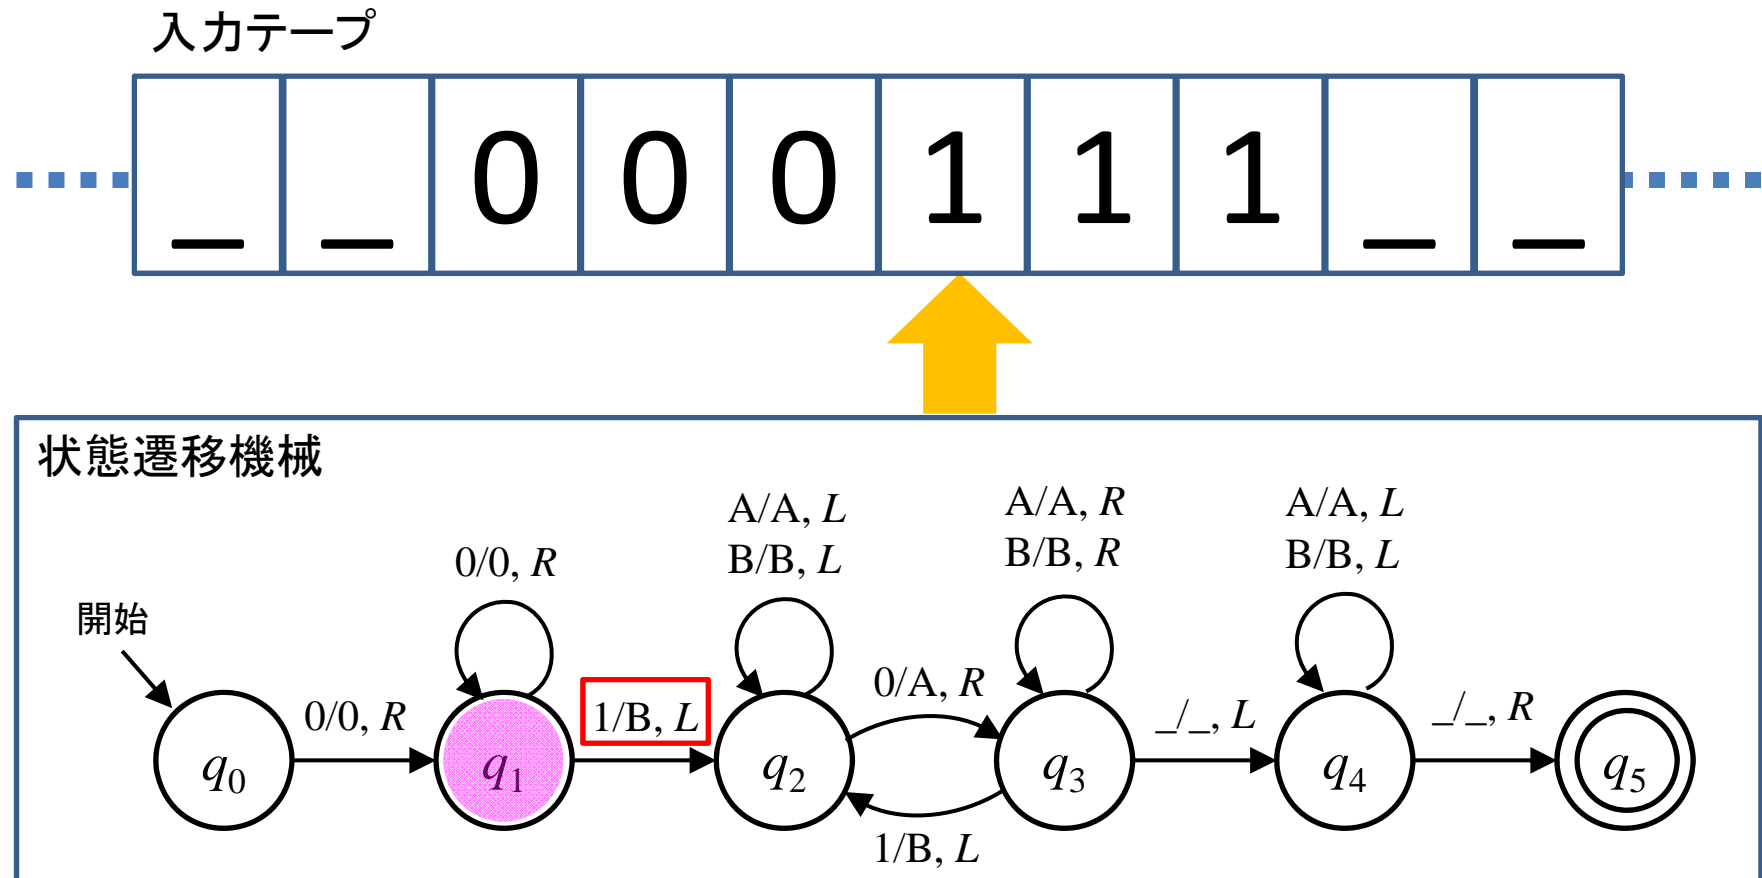 入力テープ
_ _ 0 0 0 1 1 1 _ _
状態遷移機械
A/A, L
B/B, L
A/A, R
B/B, R
A/A, L
B/B, L
0/0, R
開始
0/0, R
1/B, L
0/A, R
_/_, L
_/_, R
q0 q1 q2 q3 q4 q5
1/B, L